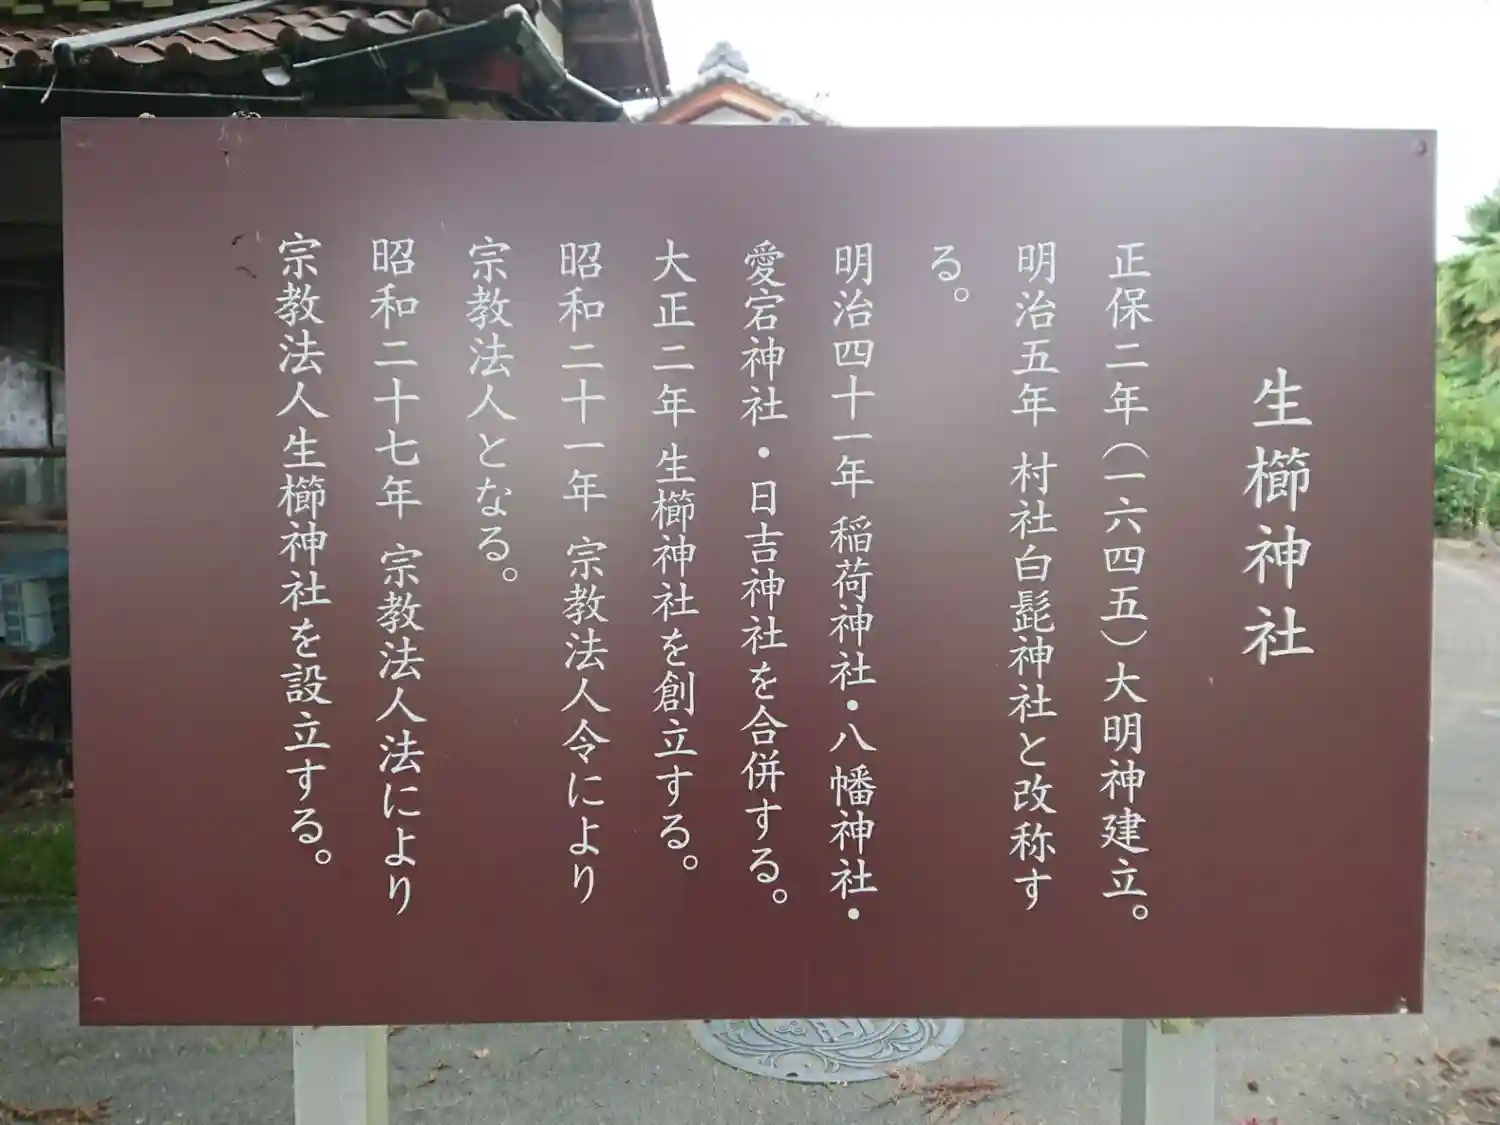 生櫛神社
正保二年（一六四五）大明神建立。
明治五年 村社白髭神社と改称す
る。
明治四十一年 稲荷神社・八幡神社・
愛宕神社・日吉神社を合併する。
大正二年 生櫛神社を創立する。
昭和二十一年 宗教法人令により
宗教法人となる。
昭和二十七年 宗教法人法により
宗教法人生櫛神社を設立する。